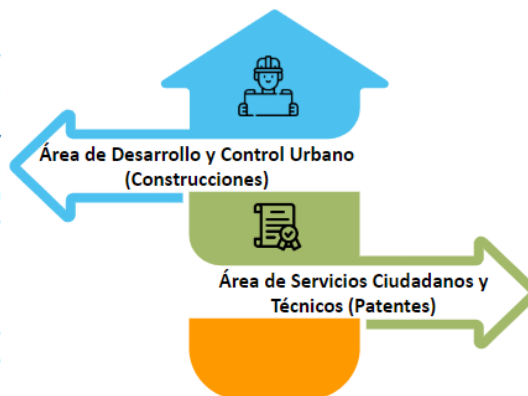 Área de Desarrollo y Control Urbano
(Construcciones)
Área de Servicios Ciudadanos y
Técnicos (Patentes)